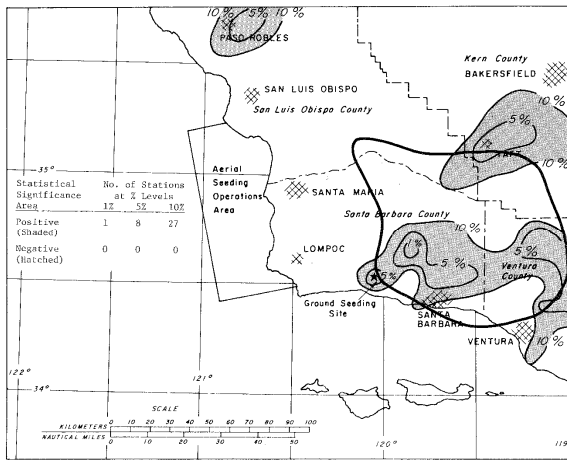 10% 5% 10%
PASO ROBLES
Kern County
BAKERSFIELD
10%
SAN LUIS OBISPO
San Luis Obispo County
5%
TAFT
10%
35°
Aerial
Seeding
Operations
Area
Statistical No. of Stations
Significance at % Levels
Area 1% 5% 10%
Positive 1 8 27
(Shaded)
Negative 0 0 0
(Hatched)
SANTA MARIA
Santa Barbara County
10%
LOMPOC
1%
5%
5%
Ventura
County
5%
Ground Seeding
Site
SANTA
BARBARA
VENTURA
10%
122°
121°
34°
SCALE
KILOMETERS 0 10 20 30 40 50 60 70 80 90 100
NAUTICAL MILES 0 10 20 30 40 50
120°
119